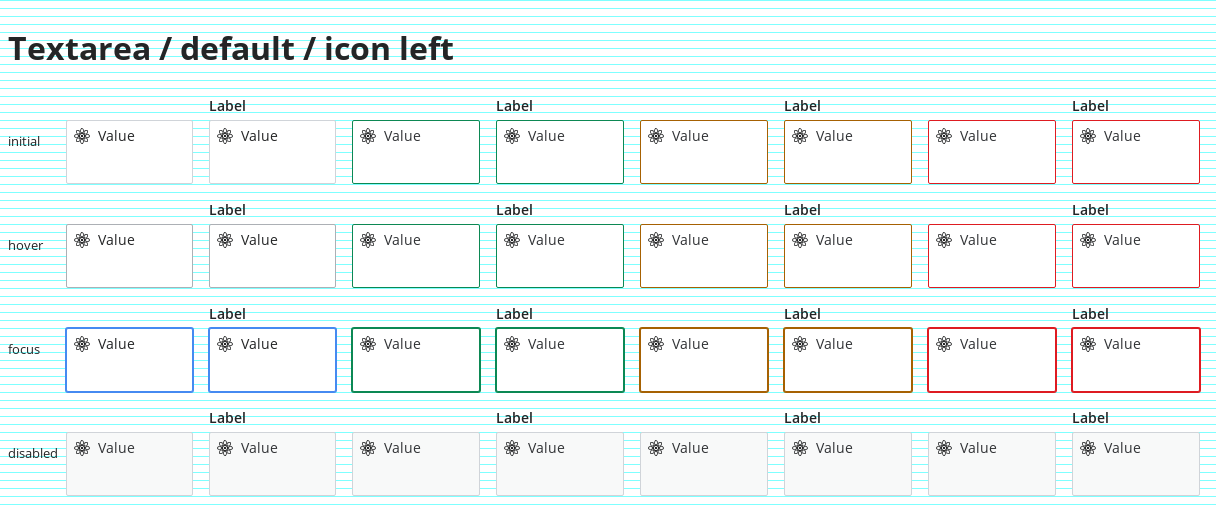 Textarea / default / icon left
Label Label Label Label
initial Value Value Value Value Value Value Value Value
Label Label Label Label
hover Value Value Value Value Value Value Value Value
Label Label Label Label
focus Value Value Value Value Value Value Value Value
Label Label Label Label
disabled Value Value Value Value Value Value Value Value